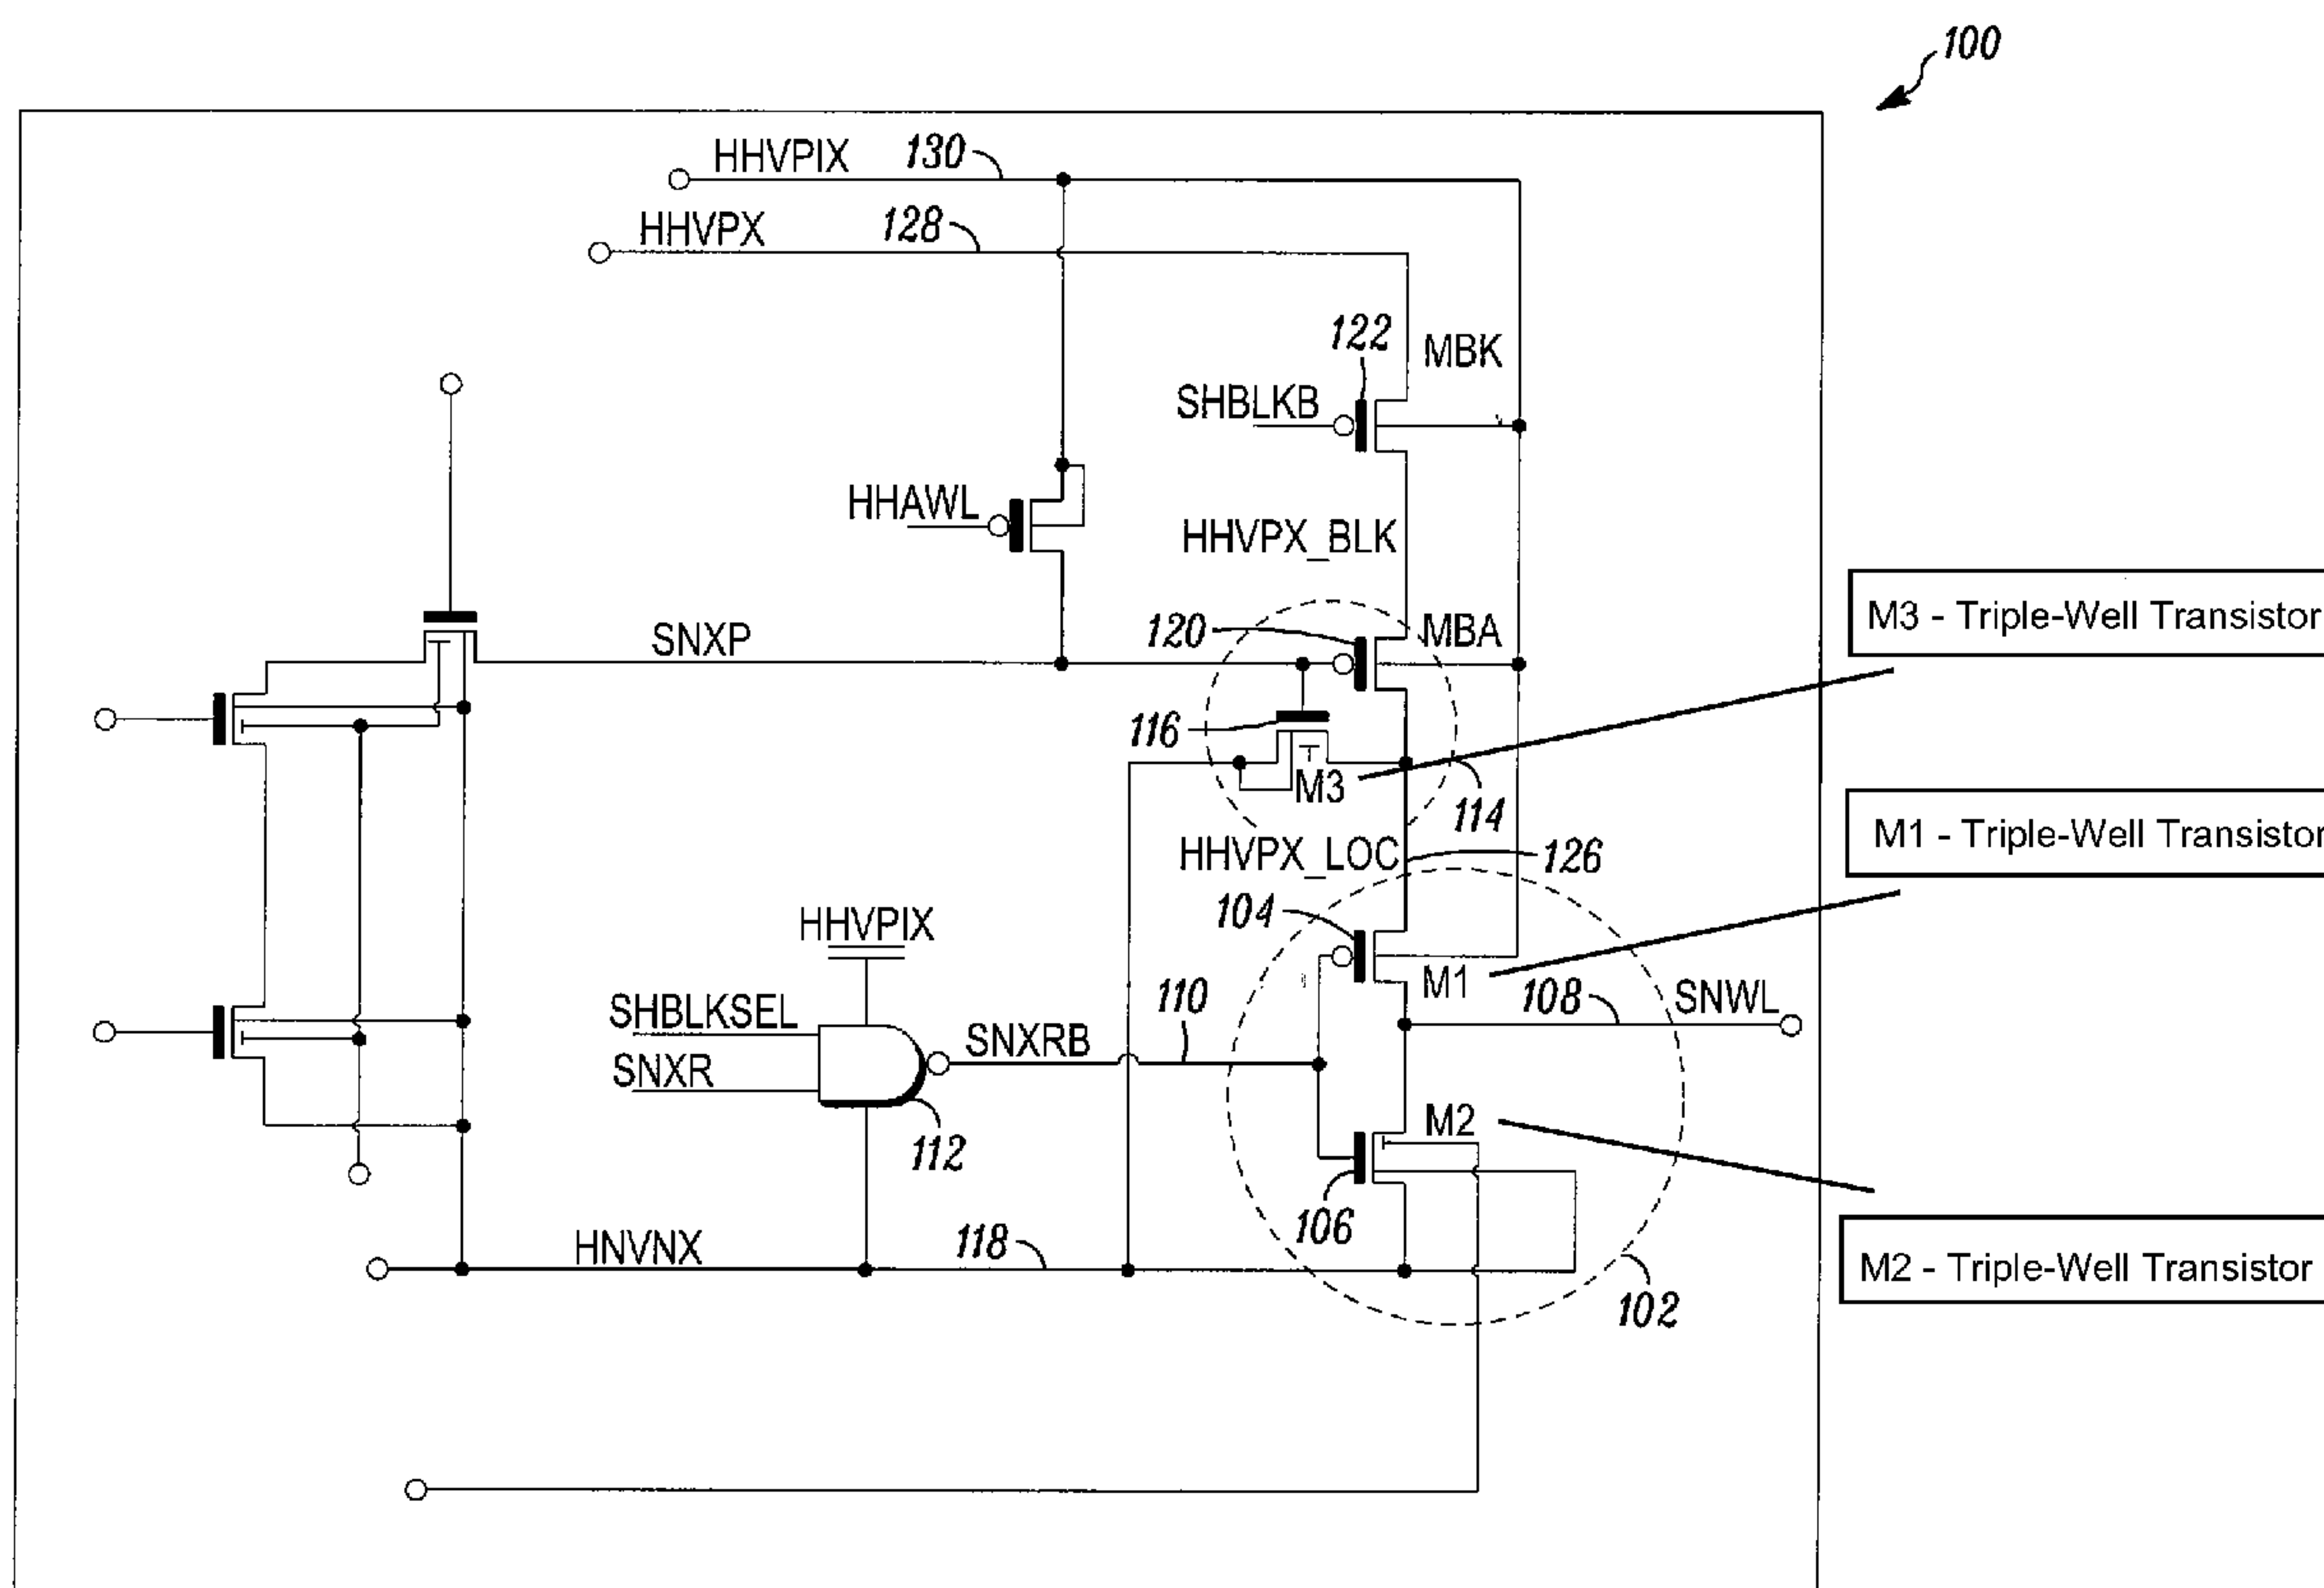 100
HHVPIX 130
HHVPX 128
122 MBK
SHBLKB
HHAWL
HHVPX_BLK
M3 - Triple-Well Transistor
SNXP
120 MBA
116
M3
114
M1 - Triple-Well Transistor
HHVPX_LOC 126
104
HHVPIX
M1
SHBLKSEL
110 108 SNWL
SNXRB
SNXR
M2
112
106
HNVNX 118
M2 - Triple-Well Transistor
102